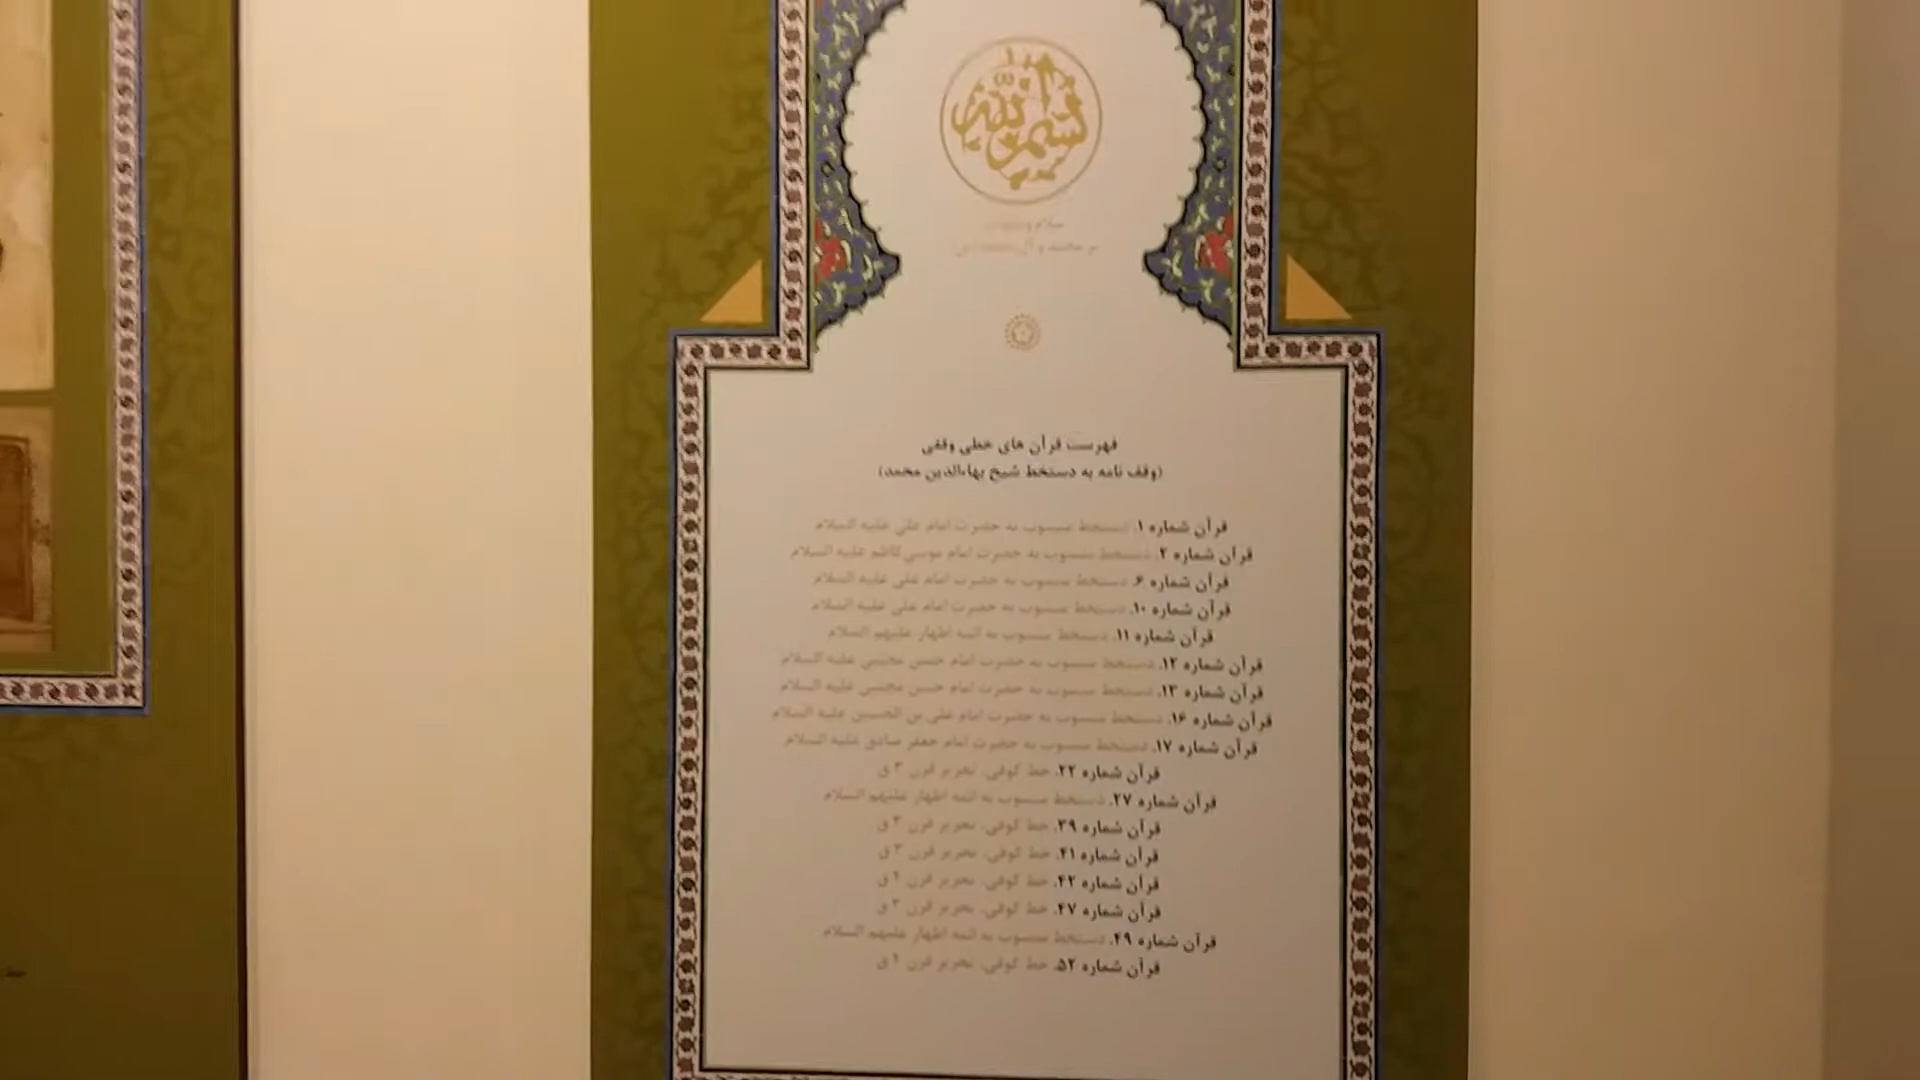 بسم الله
سلام و
بر محمد و آل
فهرست قرآن های خطی وقفی
(وقف نامه به دستخط شیخ بهاءالدین محمد)
قرآن شماره ۱. دستخط منسوب به حضرت امام علی علیه السلام
قرآن شماره ۲. دستخط منسوب به حضرت امام موسی کاظم علیه السلام
قرآن شماره ۶. دستخط منسوب به حضرت امام علی علیه السلام
قرآن شماره ۱۰. دستخط منسوب به حضرت امام علی علیه السلام
قرآن شماره ۱۱. دستخط منسوب به ائمه اطهار علیهم السلام
قرآن شماره ۱۲. دستخط منسوب به حضرت امام حسن مجتبی علیه السلام
قرآن شماره ۱۳. دستخط منسوب به حضرت امام حسن مجتبی علیه السلام
قرآن شماره ۱۶. دستخط منسوب به حضرت امام علی بن الحسین علیه السلام
قرآن شماره ۱۷. دستخط منسوب به حضرت امام جعفر صادق علیه السلام
قرآن شماره ۲۲. خط کوفی، تحریر قرن ۳ ق
قرآن شماره ۲۷. دستخط منسوب به ائمه اطهار علیهم السلام
قرآن شماره ۳۹. خط کوفی، تحریر قرن ۳ ق
قرآن شماره ۴۱. خط کوفی، تحریر قرن ۳ ق
قرآن شماره ۴۲. خط کوفی، تحریر قرن ۴ ق
قرآن شماره ۴۷. خط کوفی، تحریر قرن ۳ ق
قرآن شماره ۴۹. دستخط منسوب به ائمه اطهار علیهم السلام
قرآن شماره ۵۲. خط کوفی، تحریر قرن ۴ ق